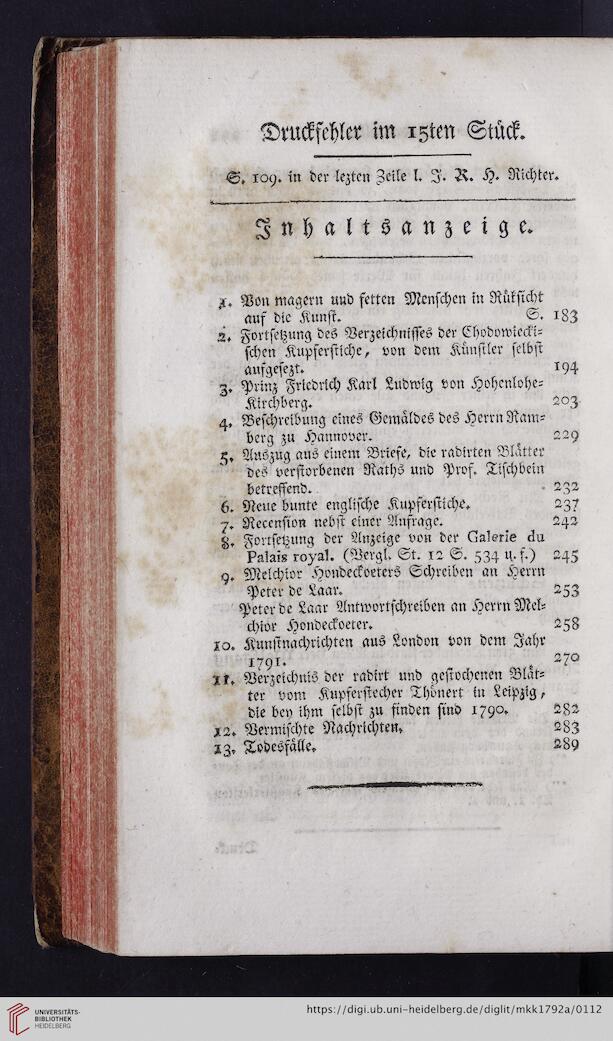 Druckfehler im 15ten Stück.
S. 109. in der lezten Zeile l. J. R. H. Richter.
Inhaltsanzeige.
1. Von magern und fetten Menschen in Rüksicht
auf die Kunst. S. 183
2. Fortsetzung des Verzeichnisses der Chodowiecki-
schen Kupferstiche, von dem Künstler selbst
aufgesezt. 194
3. Prinz Friedrich Karl Ludwig von Hohenlohe-
Kirchberg. 203
4. Beschreibung eines Gemäldes des Herrn Ram-
berg zu Hannover. 229
5. Auszug aus einem Briefe, die radirten Blätter
des verstorbenen Raths und Prof. Tischbein
betreffend. 232
6. Neue bunte englische Kupferstiche. 237
7. Recension nebst einer Anfrage. 242
8. Fortsetzung der Anzeige von der Galerie du
Palais royal. (Vergl. St. 12 S. 534 u. f.) 245
9. Melchior Hondeckoeters Schreiben an Herrn
Peter de Laar. 253
Peter de Laar Antwortschreiben an Herrn Mel-
chior Hondeckoeter. 258
10. Kunstnachrichten aus London von dem Jahr
1791. 270
11. Verzeichnis der radirt und gestochenen Blät-
ter vom Kupferstecher Thönert in Leipzig,
die bey ihm selbst zu finden sind 1790. 282
12. Vermischte Nachrichten. 283
13. Todesfälle. 289
UNIVERSITÄTS-
BIBLIOTHEK
HEIDELBERG
https://digi.ub.uni-heidelberg.de/diglit/mkk1792a/0112